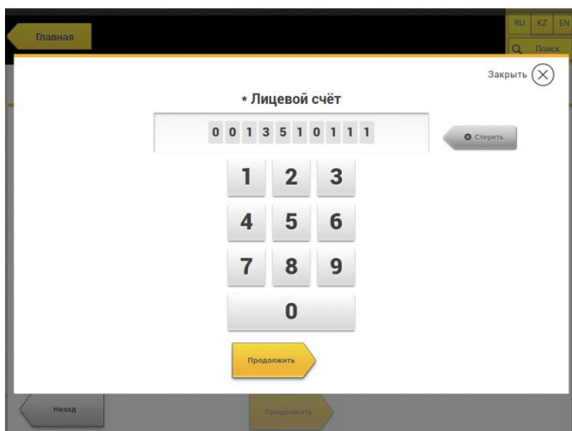 Главная
RU KZ EN
Поиск
Закрыть
* Лицевой счёт
0 0 1 3 5 1 0 1 1 1
Стереть
1 2 3
4 5 6
7 8 9
0
Продолжить
Назад
Продолжить